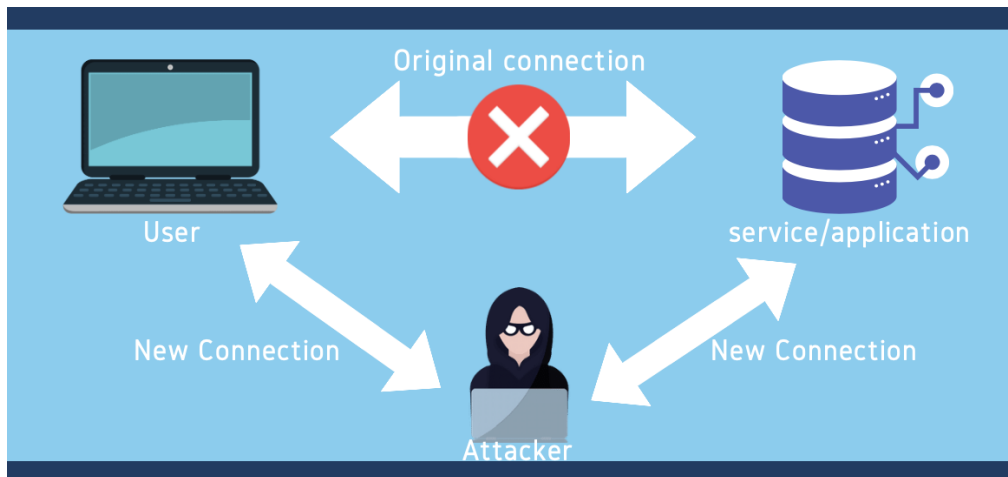 Original connection
User
service/application
New Connection
New Connection
Attacker